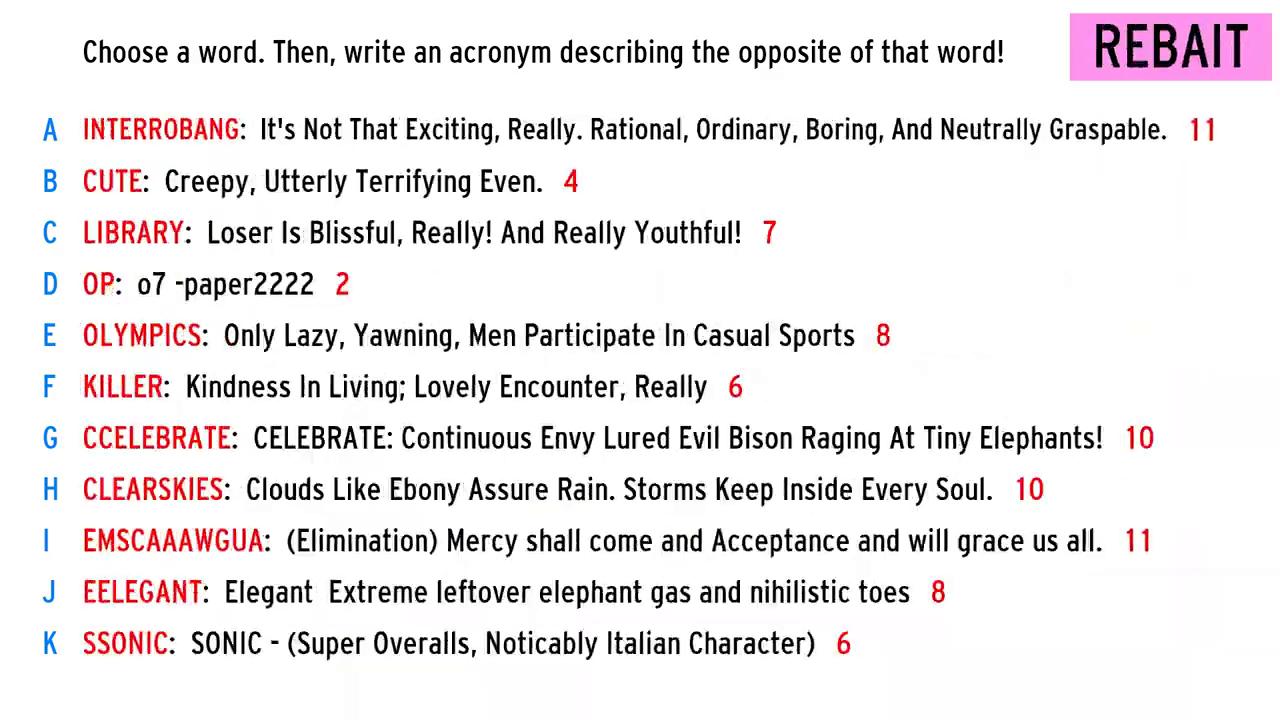 Choose a word. Then, write an acronym describing the opposite of that word!
REBAIT
A INTERROBANG: It's Not That Exciting, Really. Rational, Ordinary, Boring, And Neutrally Graspable. 11
B CUTE: Creepy, Utterly Terrifying Even. 4
C LIBRARY: Loser Is Blissful, Really! And Really Youthful! 7
D OP: o7 -paper2222 2
E OLYMPICS: Only Lazy, Yawning, Men Participate In Casual Sports 8
F KILLER: Kindness In Living; Lovely Encounter, Really 6
G CCELEBRATE: CELEBRATE: Continuous Envy Lured Evil Bison Raging At Tiny Elephants! 10
H CLEARSKIES: Clouds Like Ebony Assure Rain. Storms Keep Inside Every Soul. 10
I EMSCAAAWGUA: (Elimination) Mercy shall come and Acceptance and will grace us all. 11
J EELEGANT: Elegant Extreme leftover elephant gas and nihilistic toes 8
K SSONIC: SONIC - (Super Overalls, Noticably Italian Character) 6